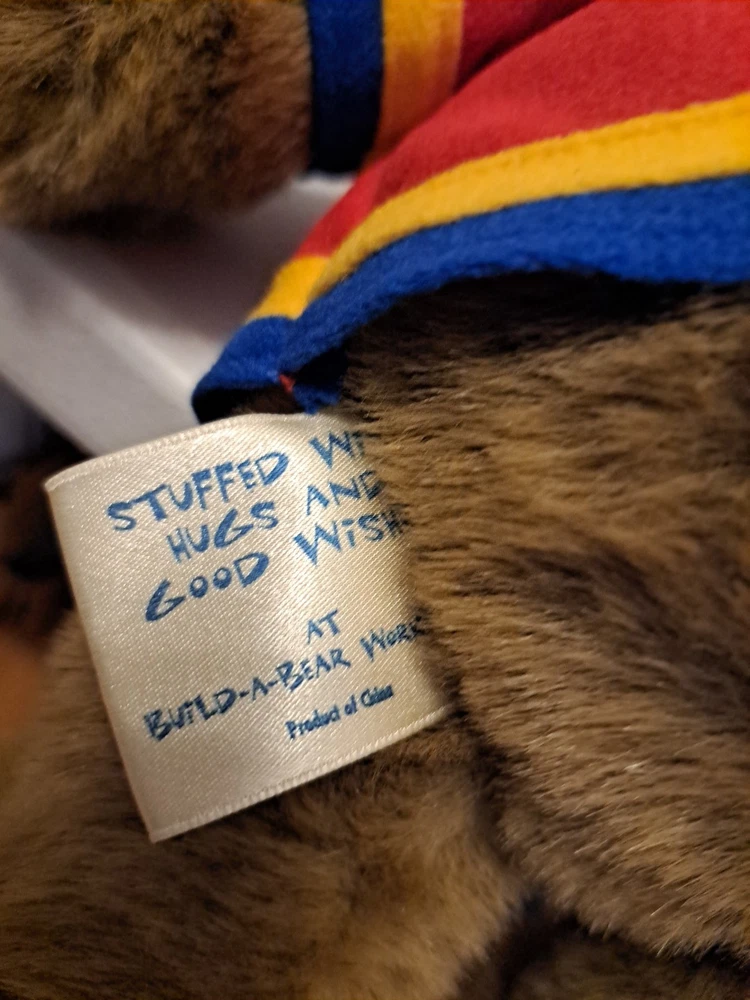 STUFFED WI
HUGS AND
GOOD WISH
AT
BUILD-A-BEAR WORK
Product of China